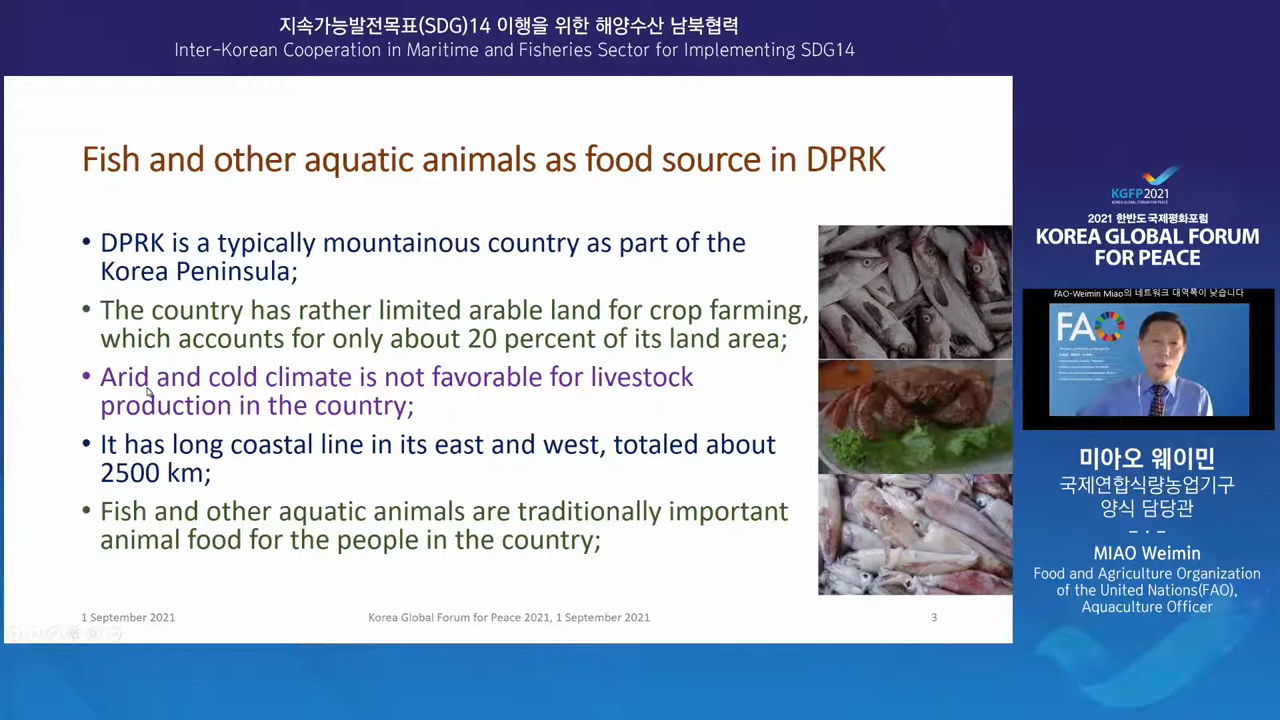 지속가능발전목표(SDG)14 이행을 위한 해양수산 남북협력
Inter-Korean Cooperation in Maritime and Fisheries Sector for Implementing SDG14
Fish and other aquatic animals as food source in DPRK
• DPRK is a typically mountainous country as part of the
Korea Peninsula;
• The country has rather limited arable land for crop farming,
which accounts for only about 20 percent of its land area;
• Arid and cold climate is not favorable for livestock
production in the country;
• It has long coastal line in its east and west, totaled about
2500 km;
• Fish and other aquatic animals are traditionally important
animal food for the people in the country;
1 September 2021
Korea Global Forum for Peace 2021, 1 September 2021
3
KGFP2021
KOREA GLOBAL FORUM FOR PEACE
2021 한반도국제평화포럼
KOREA GLOBAL FORUM
FOR PEACE
FAO-Weimin Miao의 네트워크 대역폭이 낮습니다
FAO
미아오 웨이민
국제연합식량농업기구
양식 담당관
MIAO Weimin
Food and Agriculture Organization
of the United Nations(FAO),
Aquaculture Officer